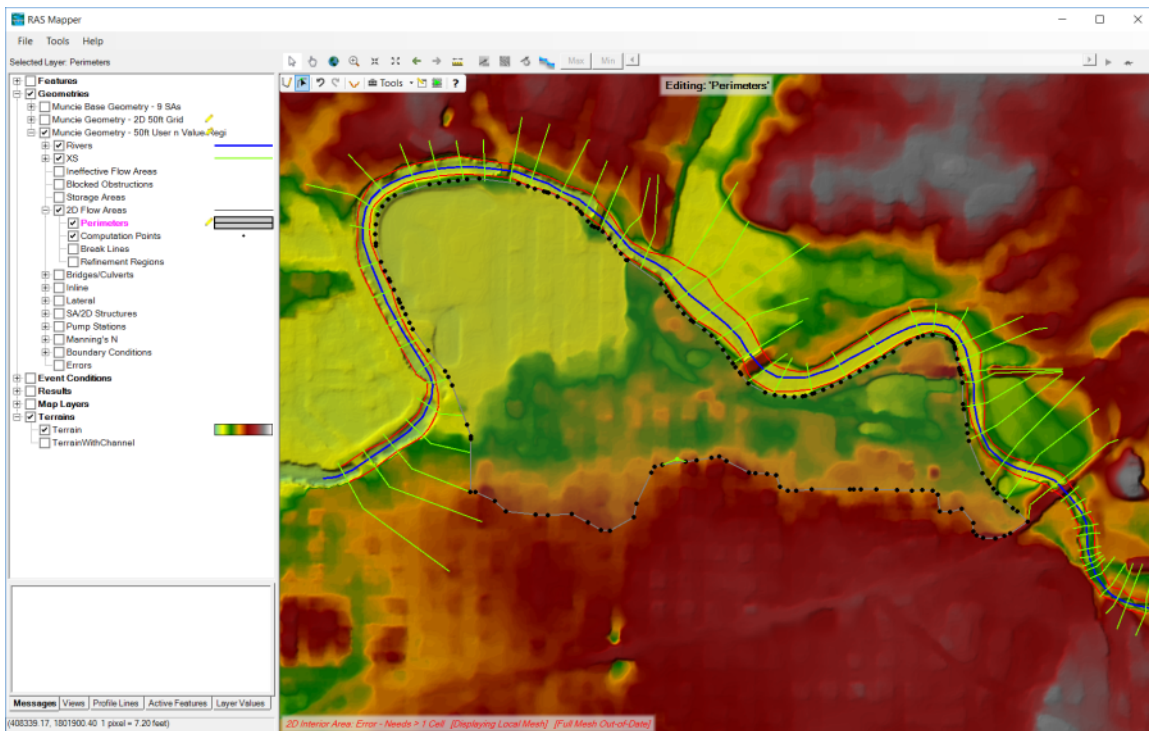 RAS Mapper
File Tools Help
Selected Layer: Perimeters
Max Min
Tools ?
Editing: 'Perimeters'
Features
Geometries
Muncie Base Geometry - 9 SAs
Muncie Geometry - 2D 50ft Grid
Muncie Geometry - 50ft User n Value Regi
Rivers
XS
Ineffective Flow Areas
Blocked Obstructions
Storage Areas
2D Flow Areas
Perimeters
Computation Points
Break Lines
Refinement Regions
Bridges/Culverts
Inline
Lateral
SA/2D Structures
Pump Stations
Manning's N
Boundary Conditions
Errors
Event Conditions
Results
Map Layers
Terrains
Terrain
TerrainWithChannel
Messages Views Profile Lines Active Features Layer Values
(408339.17, 1801900.40 1 pixel = 7.20 feet)
2D Interior Area: Error - Needs > 1 Cell [Displaying Local Mesh] [Full Mesh Out-of-Date]